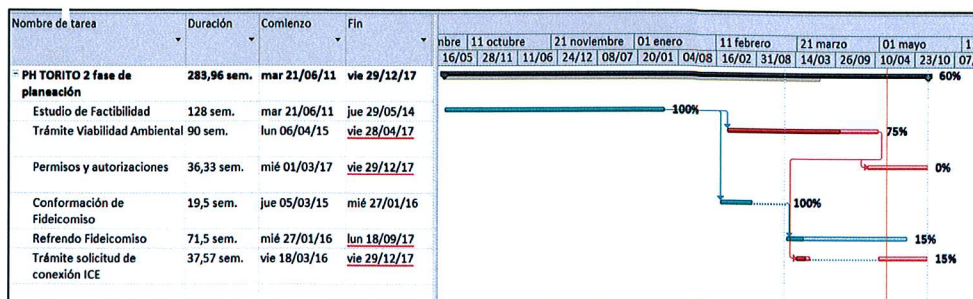 Nombre de tarea Duración Comienzo Fin
mbre 11 octubre 21 noviembre 01 enero 11 febrero 21 marzo 01 mayo 1
16/05 28/11 11/06 24/12 08/07 20/01 04/08 16/02 31/08 14/03 26/09 10/04 23/10 07/
PH TORITO 2 fase de 283,96 sem. mar 21/06/11 vie 29/12/17 60%
planeación
Estudio de Factibilidad 128 sem. mar 21/06/11 jue 29/05/14 100%
Trámite Viabilidad Ambiental 90 sem. lun 06/04/15 vie 28/04/17 75%
Permisos y autorizaciones 36,33 sem. mié 01/03/17 vie 29/12/17 0%
Conformación de 19,5 sem. jue 05/03/15 mié 27/01/16 100%
Fideicomiso
Refrendo Fideicomiso 71,5 sem. mié 27/01/16 lun 18/09/17 15%
Trámite solicitud de 37,57 sem. vie 18/03/16 vie 29/12/17 15%
conexión ICE